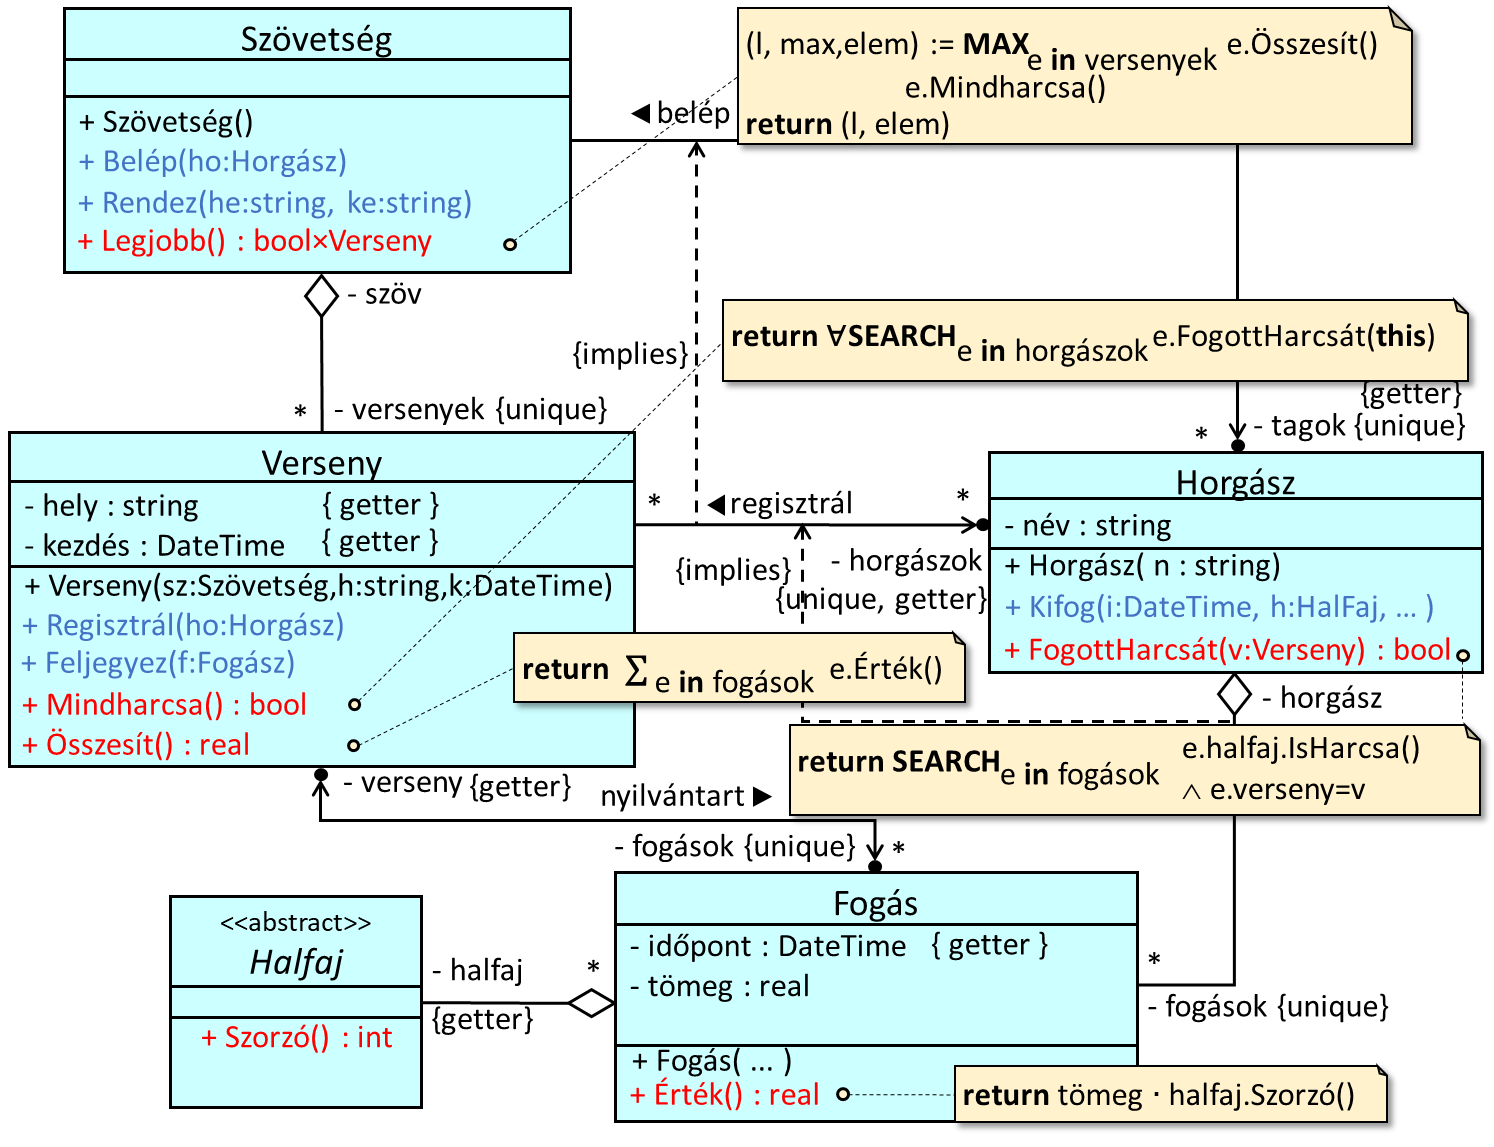 Szövetség
+ Szövetség()
+ Belép(ho:Horgász)
+ Rendez(he:string, ke:string)
+ Legjobb() : bool×Verseny
(l, max,elem) := MAX e in versenyek e.Összesít()
e.Mindharcsa()
return (l, elem)
◄ belép
- szöv
{implies}
return ∀SEARCH e in horgászok e.FogottHarcsát(this)
{getter}
* - versenyek {unique}
* - tagok {unique}
Verseny
- hely : string { getter }
- kezdés : DateTime { getter }
+ Verseny(sz:Szövetség,h:string,k:DateTime)
+ Regisztrál(ho:Horgász)
+ Feljegyez(f:Fogász)
+ Mindharcsa() : bool
+ Összesít() : real
* ◄ regisztrál *
{implies} - horgászok
{unique, getter}
Horgász
- név : string
+ Horgász( n : string)
+ Kifog(i:DateTime, h:HalFaj, ... )
+ FogottHarcsát(v:Verseny) : bool
return ∑ e in fogások e.Érték()
- horgász
return SEARCH e in fogások e.halfaj.IsHarcsa()
∧ e.verseny=v
- verseny {getter}
nyilvántart ►
- fogások {unique} *
<<abstract>>
Halfaj
+ Szorzó() : int
- halfaj *
{getter}
Fogás
- időpont : DateTime { getter }
- tömeg : real
+ Fogás( ... )
+ Érték() : real
*
- fogások {unique}
return tömeg · halfaj.Szorzó()